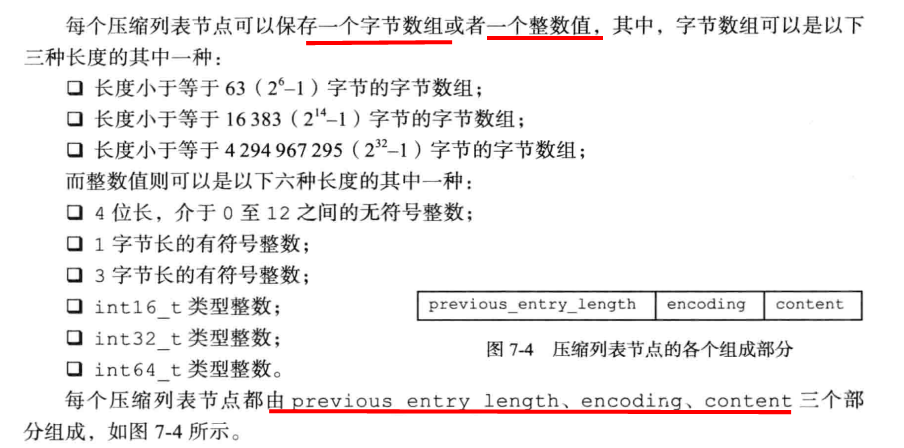 每个压缩列表节点可以保存一个字节数组或者一个整数值,其中,字节数组可以是以下
三种长度的其中一种:
❑ 长度小于等于 63(2⁶–1)字节的字节数组;
❑ 长度小于等于 16 383(2¹⁴–1)字节的字节数组;
❑ 长度小于等于 4 294 967 295(2³²–1)字节的字节数组;
而整数值则可以是以下六种长度的其中一种:
❑ 4 位长,介于 0 至 12 之间的无符号整数;
❑ 1 字节长的有符号整数;
❑ 3 字节长的有符号整数;
❑ int16_t 类型整数;
❑ int32_t 类型整数;
❑ int64_t 类型整数。
previous_entry_length encoding content
图 7-4 压缩列表节点的各个组成部分
每个压缩列表节点都由 previous_entry_length、encoding、content 三个部
分组成,如图 7-4 所示。